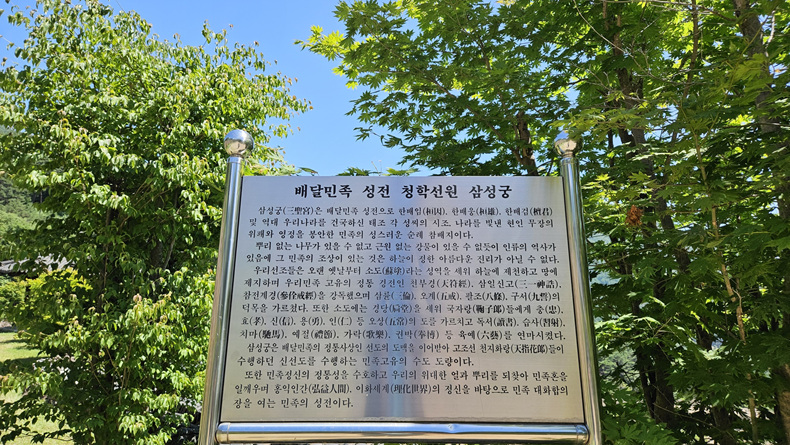 배달민족 성전 청학선원 삼성궁
삼성궁(三聖宮)은 배달민족 성전으로 한배임(桓因), 한배웅(桓雄), 한배검(檀君)
및 역대 우리나라를 건국하신 태조 각 성씨의 시조, 나라를 빛낸 현인 무장의
위패와 영정을 봉안한 민족의 성스러운 순례 참배지이다.
뿌리 없는 나무가 있을 수 없고 근원 없는 강물이 있을 수 없듯이 인류의 역사가
있음에 그 민족의 조상이 있는 것은 하늘이 정한 아름다운 진리가 아닐 수 없다.
우리선조들은 오랜 옛날부터 소도(蘇塗)라는 성역을 세워 하늘에 제천하고 땅에
제지하며 우리민족 고유의 정통 경전인 천부경(天符經), 삼일신고(三一神誥),
참전계경(參佺戒經)을 강독했으며 삼륜(三倫), 오계(五戒), 팔조(八條), 구서(九誓)의
덕목을 가르쳤다. 또한 소도에는 경당(扃堂)을 세워 국자랑(鞠子郞)들에게 충(忠),
효(孝), 신(信), 용(勇), 인(仁) 등 오상(五常)의 도를 가르치고 독서(讀書), 습사(習射),
치마(馳馬), 예절(禮節), 가락(歌樂), 권박(拳博) 등 육예(六藝)를 연마시켰다.
삼성궁은 배달민족의 정통사상인 선도의 도맥을 이어받아 고조선 천지화랑(天指花郞)들이
수행하던 신선도를 수행하는 민족고유의 수도 도량이다.
또한 민족정신의 정통성을 수호하고 우리의 위대한 얼과 뿌리를 되찾아 민족혼을
일깨우며 홍익인간(弘益人間), 이화세계(理化世界)의 정신을 바탕으로 민족 대화합의
장을 여는 민족의 성전이다.